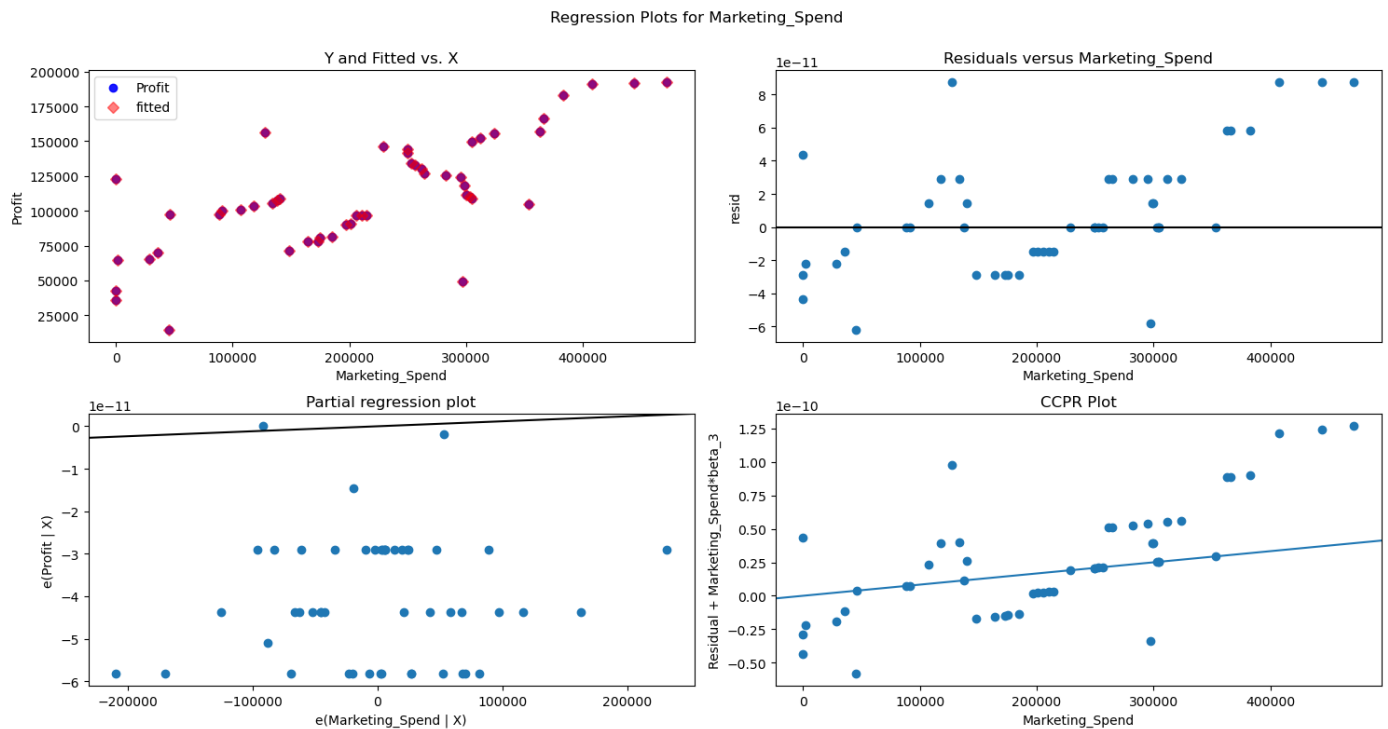 Regression Plots for Marketing_Spend
Y and Fitted vs. X
Profit
fitted
200000
175000
150000
125000
100000
75000
50000
25000
Profit
0
100000
200000
300000
400000
Marketing_Spend
Residuals versus Marketing_Spend
1e−11
8
6
4
2
0
−2
−4
−6
resid
0
100000
200000
300000
400000
Marketing_Spend
Partial regression plot
1e−11
0
−1
−2
−3
−4
−5
−6
e(Profit | X)
−200000
−100000
0
100000
200000
e(Marketing_Spend | X)
CCPR Plot
1e−10
1.25
1.00
0.75
0.50
0.25
0.00
−0.25
−0.50
Residual + Marketing_Spend*beta_3
0
100000
200000
300000
400000
Marketing_Spend